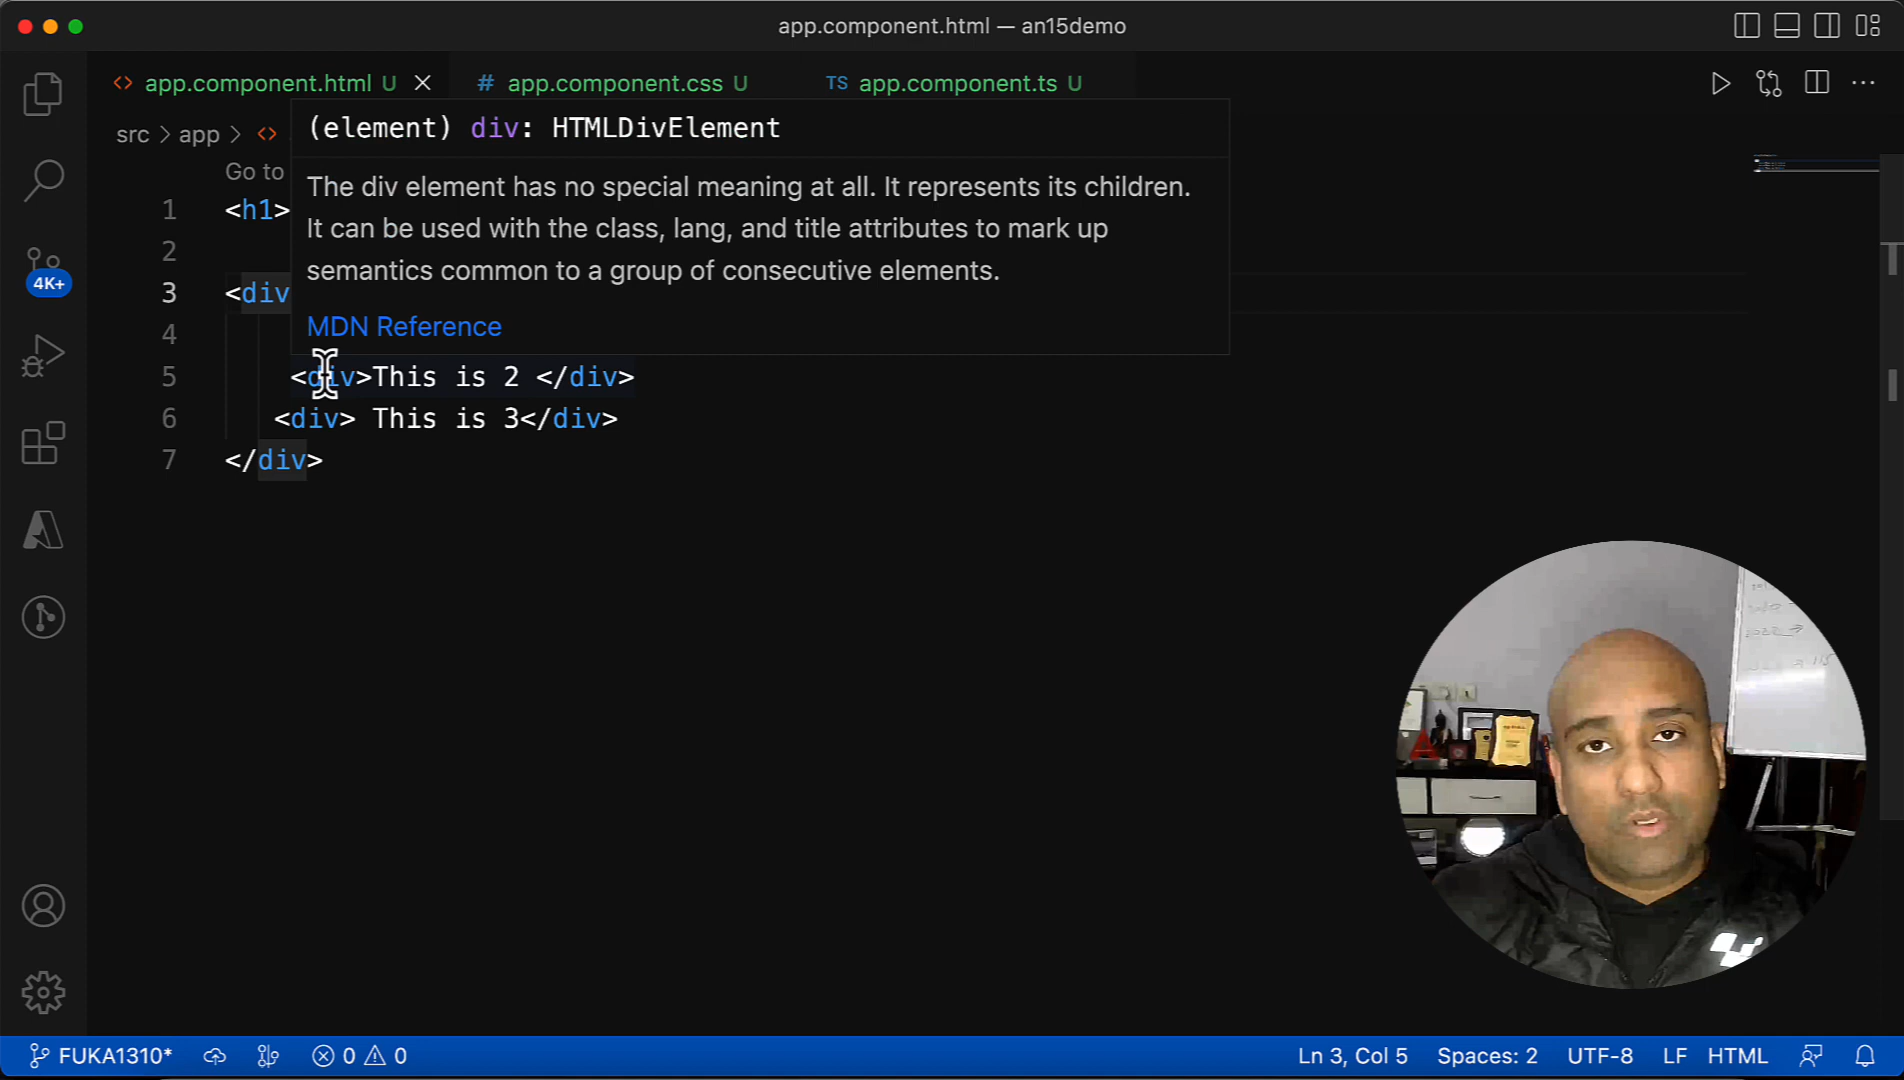 app.component.html — an15demo
<> app.component.html U # app.component.css U TS app.component.ts U
src > app > <>
(element) div: HTMLDivElement
Go to
The div element has no special meaning at all. It represents its children.
It can be used with the class, lang, and title attributes to mark up
semantics common to a group of consecutive elements.
MDN Reference
1 <h1>
2
3 <div
4
5 <div>This is 2 </div>
6 <div> This is 3</div>
7 </div>
4K+
FUKA1310* 0 0 Ln 3, Col 5 Spaces: 2 UTF-8 LF HTML